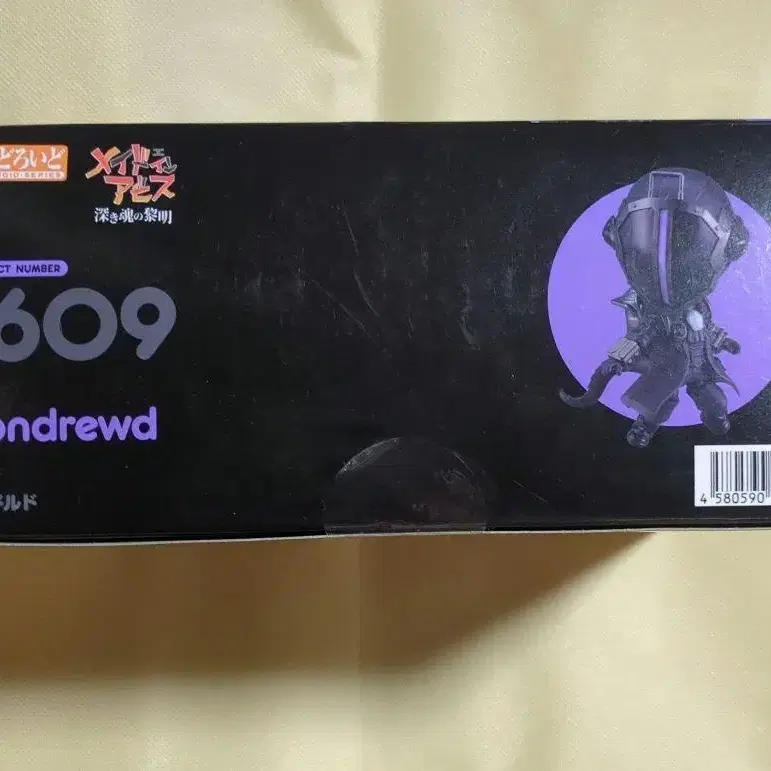 どろいど
OID·SERIES
メイドインアビス
深き魂の黎明
CT NUMBER
609
ondrewd
ドルド
4 580590